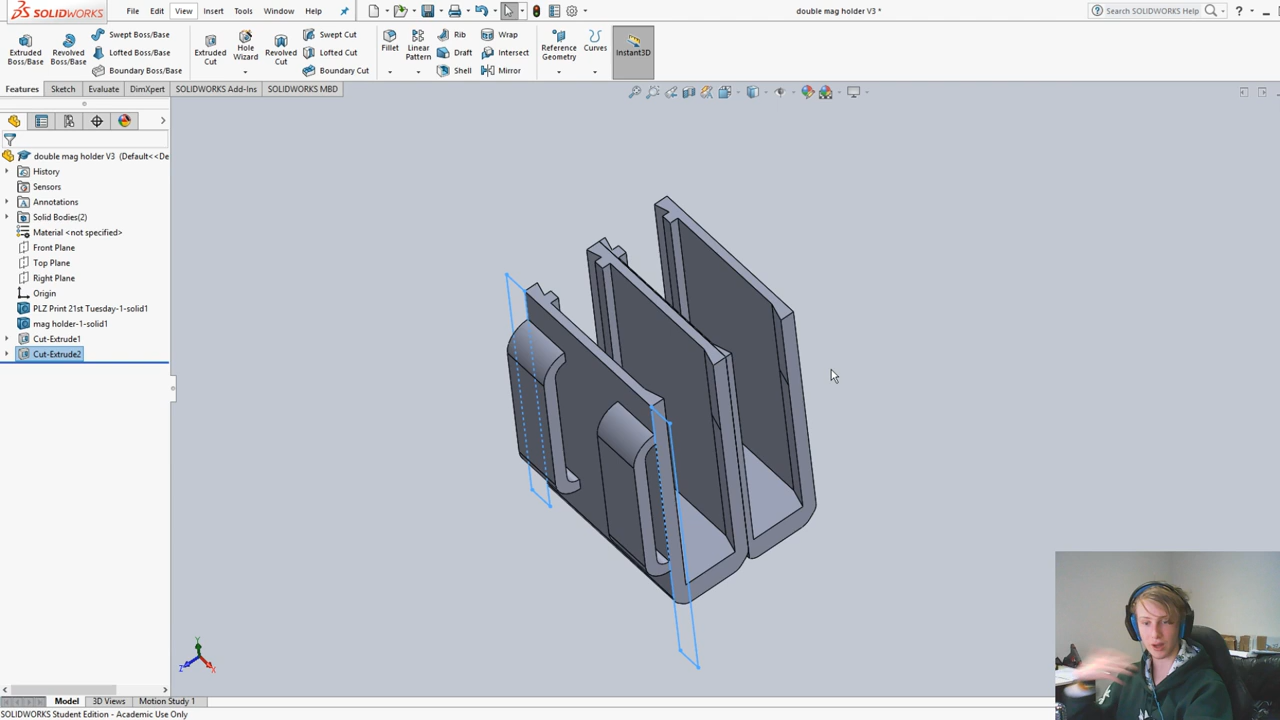 SOLIDWORKS
File Edit View Insert Tools Window Help
double mag holder V3 *
Search SOLIDWORKS Help
Extruded Boss/Base
Revolved Boss/Base
Swept Boss/Base
Lofted Boss/Base
Boundary Boss/Base
Extruded Cut
Hole Wizard
Revolved Cut
Swept Cut
Lofted Cut
Boundary Cut
Fillet
Linear Pattern
Rib
Draft
Shell
Wrap
Intersect
Mirror
Reference Geometry
Curves
Instant3D
Features Sketch Evaluate DimXpert SOLIDWORKS Add-Ins SOLIDWORKS MBD
double mag holder V3 (Default<<De
History
Sensors
Annotations
Solid Bodies(2)
Material <not specified>
Front Plane
Top Plane
Right Plane
Origin
PLZ Print 21st Tuesday-1-solid1
mag holder-1-solid1
Cut-Extrude1
Cut-Extrude2
Y
Z
X
Model 3D Views Motion Study 1
SOLIDWORKS Student Edition - Academic Use Only